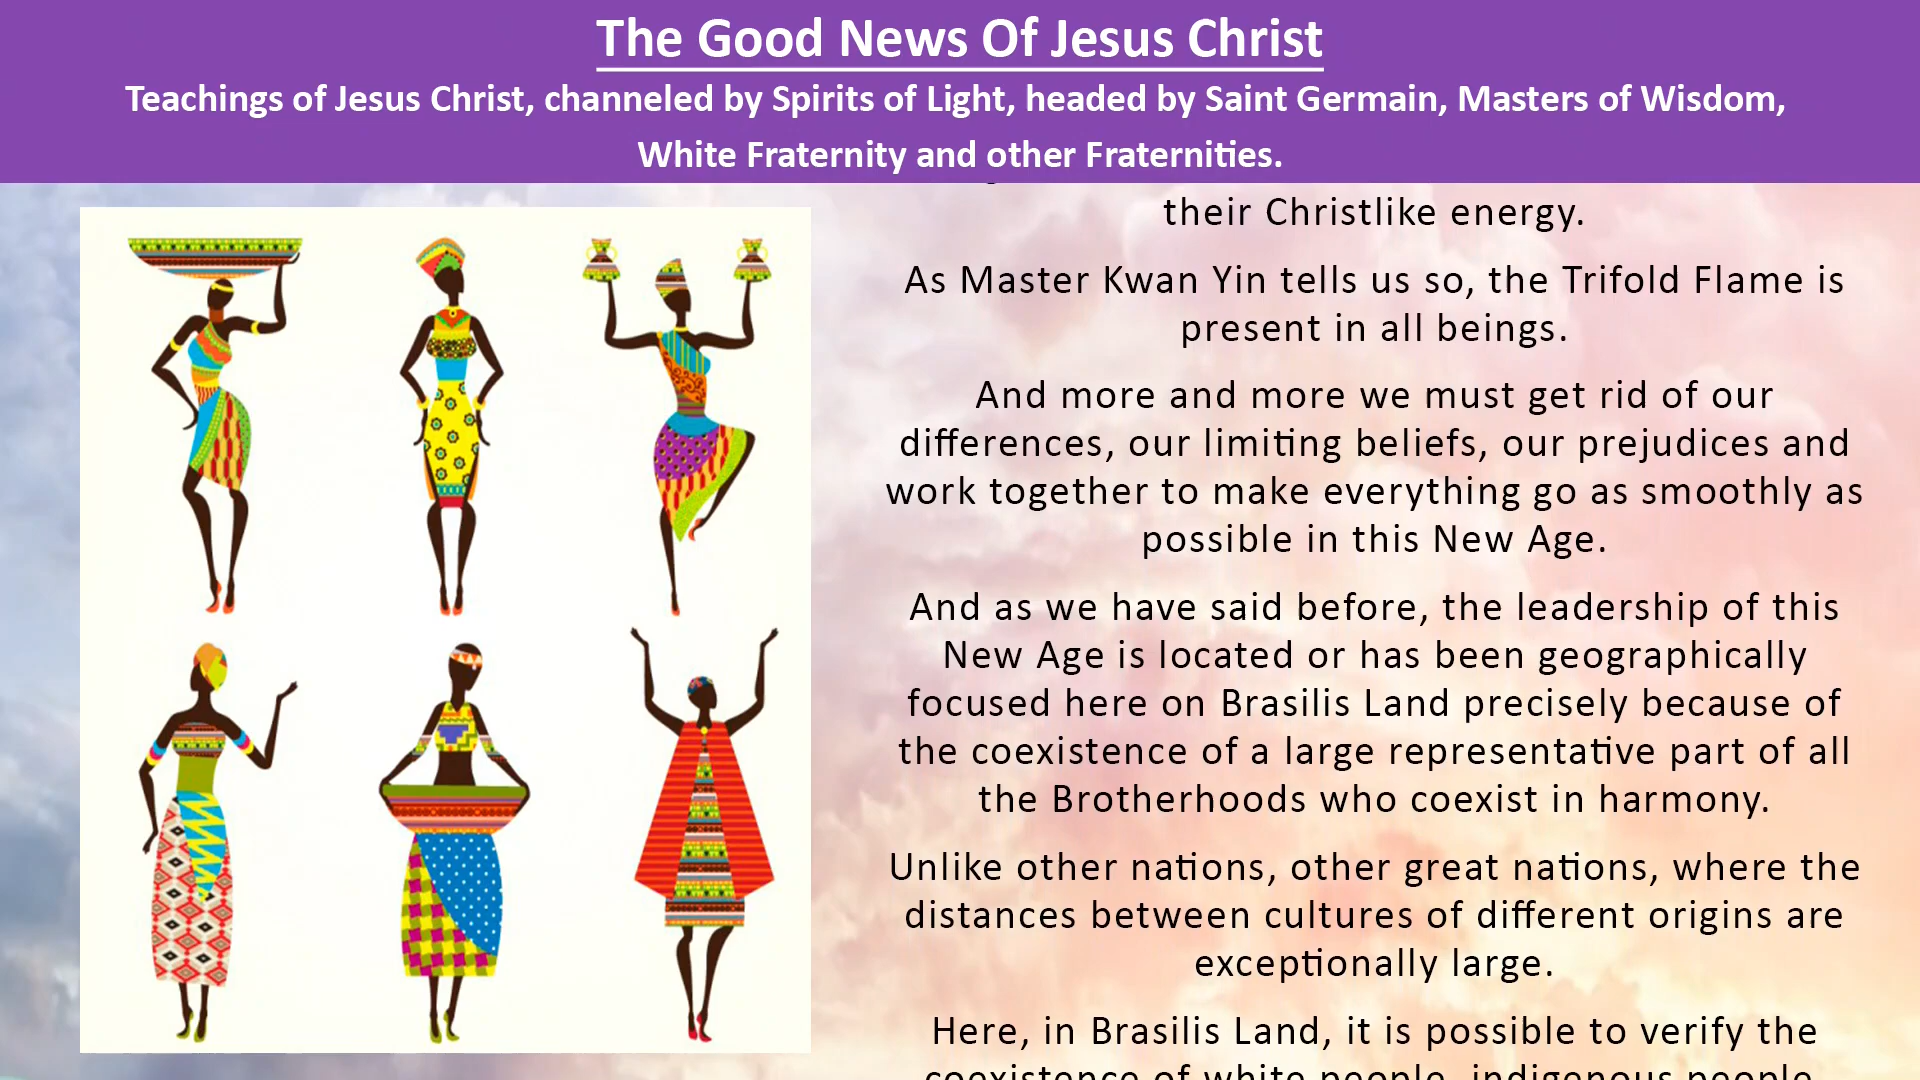 The Good News Of Jesus Christ
Teachings of Jesus Christ, channeled by Spirits of Light, headed by Saint Germain, Masters of Wisdom,
White Fraternity and other Fraternities.
their Christlike energy.
As Master Kwan Yin tells us so, the Trifold Flame is
present in all beings.
And more and more we must get rid of our
differences, our limiting beliefs, our prejudices and
work together to make everything go as smoothly as
possible in this New Age.
And as we have said before, the leadership of this
New Age is located or has been geographically
focused here on Brasilis Land precisely because of
the coexistence of a large representative part of all
the Brotherhoods who coexist in harmony.
Unlike other nations, other great nations, where the
distances between cultures of different origins are
exceptionally large.
Here, in Brasilis Land, it is possible to verify the
coexistence of white people, indigenous people,